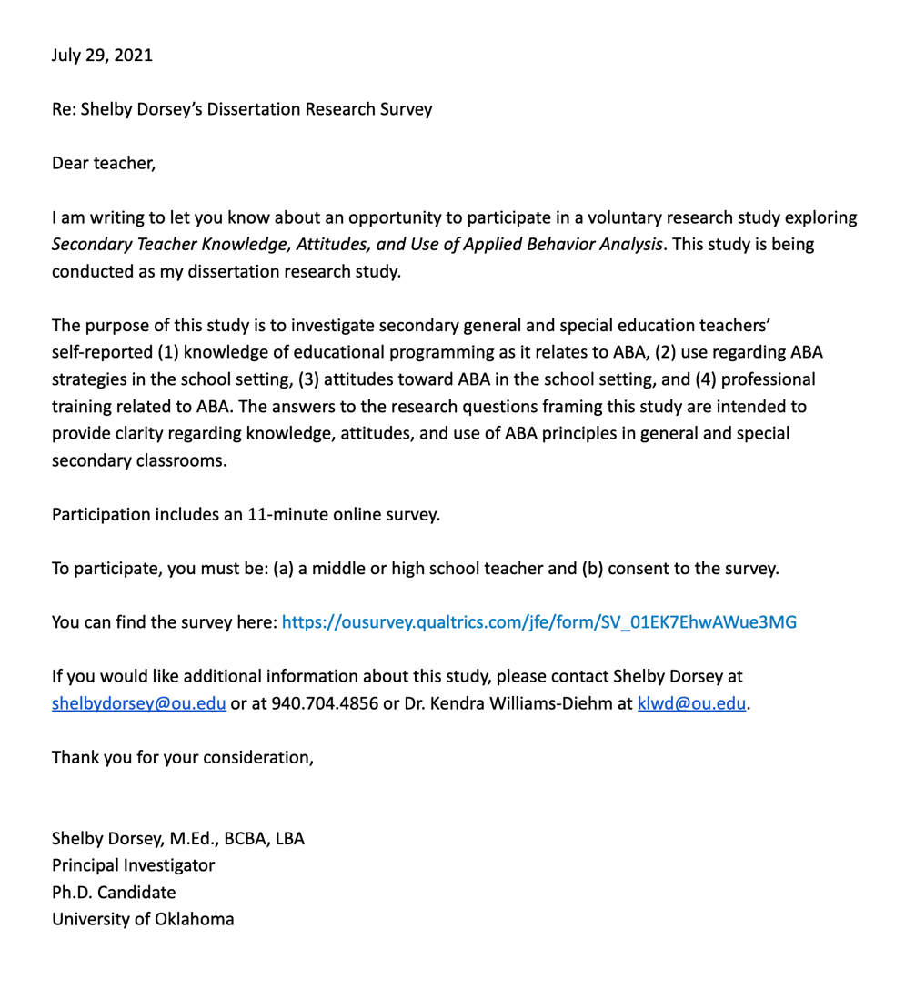 July 29, 2021
Re: Shelby Dorsey’s Dissertation Research Survey
Dear teacher,
I am writing to let you know about an opportunity to participate in a voluntary research study exploring
Secondary Teacher Knowledge, Attitudes, and Use of Applied Behavior Analysis. This study is being
conducted as my dissertation research study.
The purpose of this study is to investigate secondary general and special education teachers’
self-reported (1) knowledge of educational programming as it relates to ABA, (2) use regarding ABA
strategies in the school setting, (3) attitudes toward ABA in the school setting, and (4) professional
training related to ABA. The answers to the research questions framing this study are intended to
provide clarity regarding knowledge, attitudes, and use of ABA principles in general and special
secondary classrooms.
Participation includes an 11-minute online survey.
To participate, you must be: (a) a middle or high school teacher and (b) consent to the survey.
You can find the survey here: https://ousurvey.qualtrics.com/jfe/form/SV_01EK7EhwAWue3MG
If you would like additional information about this study, please contact Shelby Dorsey at
shelbydorsey@ou.edu or at 940.704.4856 or Dr. Kendra Williams-Diehm at klwd@ou.edu.
Thank you for your consideration,
Shelby Dorsey, M.Ed., BCBA, LBA
Principal Investigator
Ph.D. Candidate
University of Oklahoma